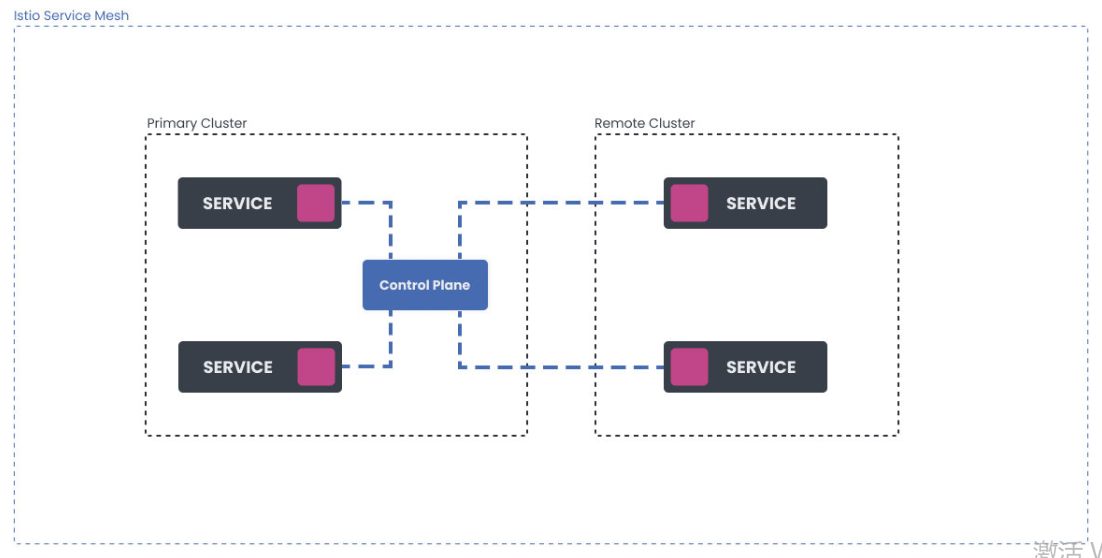 Istio Service Mesh
Primary Cluster
Remote Cluster
SERVICE
SERVICE
Control Plane
SERVICE
SERVICE
激活 W